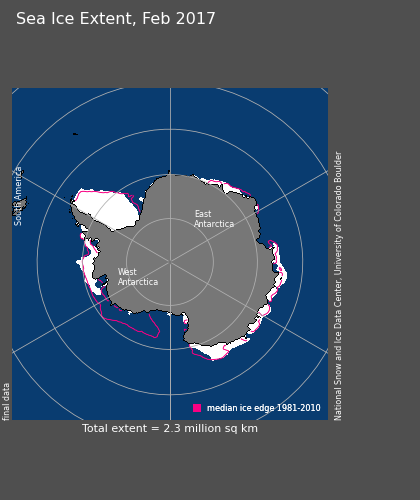 Sea Ice Extent, Feb 2017
South America
East
Antarctica
West
Antarctica
National Snow and Ice Data Center, University of Colorado Boulder
final data
median ice edge 1981-2010
Total extent = 2.3 million sq km